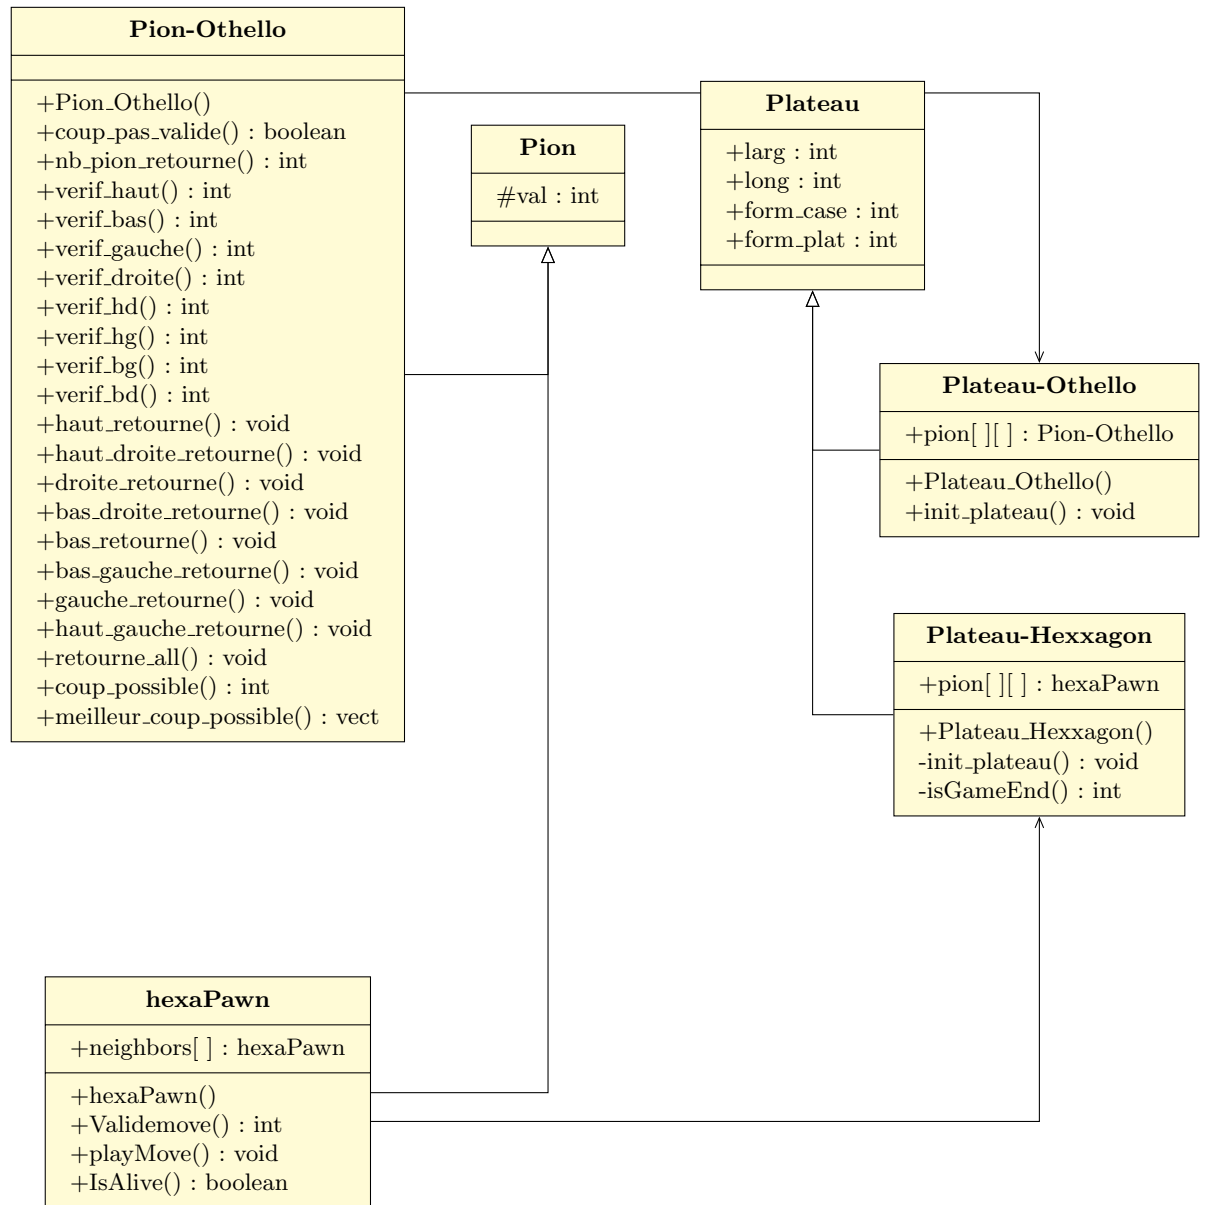 Pion-Othello
+Pion_Othello()
+coup_pas_valide() : boolean
+nb_pion_retourne() : int
+verif_haut() : int
+verif_bas() : int
+verif_gauche() : int
+verif_droite() : int
+verif_hd() : int
+verif_hg() : int
+verif_bg() : int
+verif_bd() : int
+haut_retourne() : void
+haut_droite_retourne() : void
+droite_retourne() : void
+bas_droite_retourne() : void
+bas_retourne() : void
+bas_gauche_retourne() : void
+gauche_retourne() : void
+haut_gauche_retourne() : void
+retourne_all() : void
+coup_possible() : int
+meilleur_coup_possible() : vect
Pion
#val : int
Plateau
+larg : int
+long : int
+form_case : int
+form_plat : int
Plateau-Othello
+pion[ ][ ] : Pion-Othello
+Plateau_Othello()
+init_plateau() : void
Plateau-Hexxagon
+pion[ ][ ] : hexaPawn
+Plateau_Hexxagon()
-init_plateau() : void
-isGameEnd() : int
hexaPawn
+neighbors[ ] : hexaPawn
+hexaPawn()
+Validemove() : int
+playMove() : void
+IsAlive() : boolean